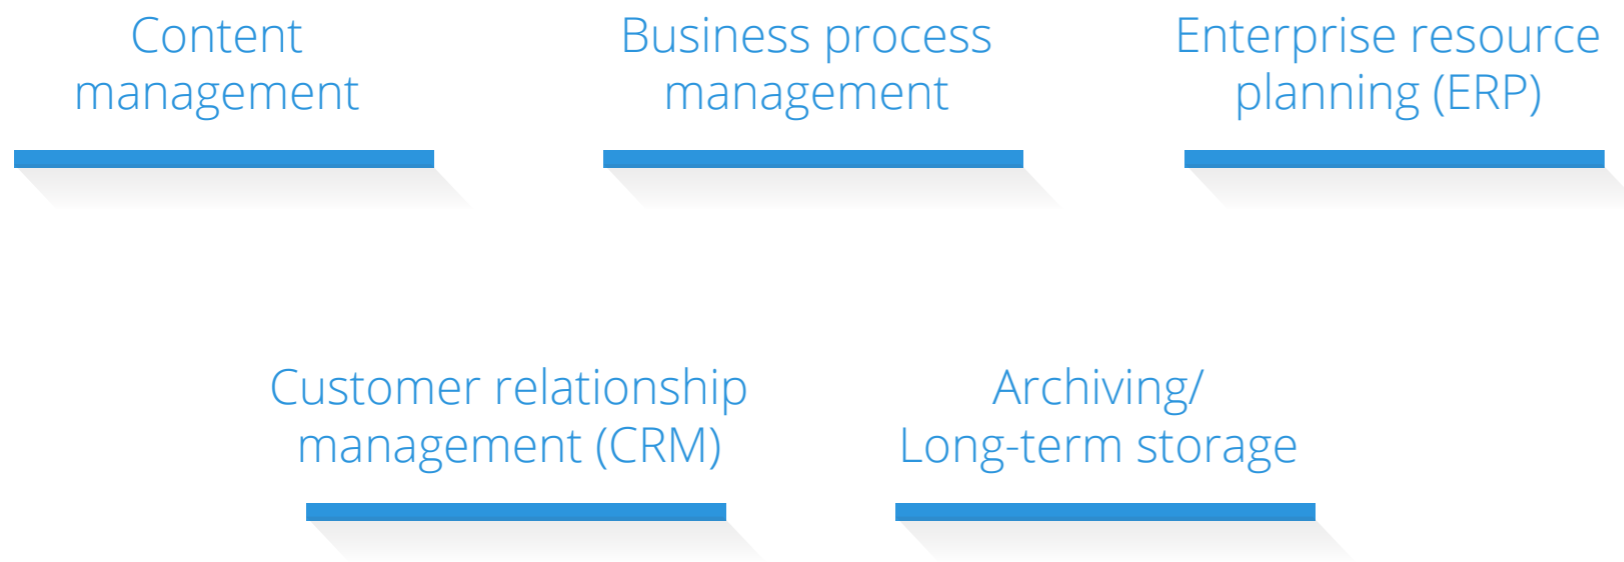 Content
management
Business process
management
Enterprise resource
planning (ERP)
Customer relationship
management (CRM)
Archiving/
Long-term storage